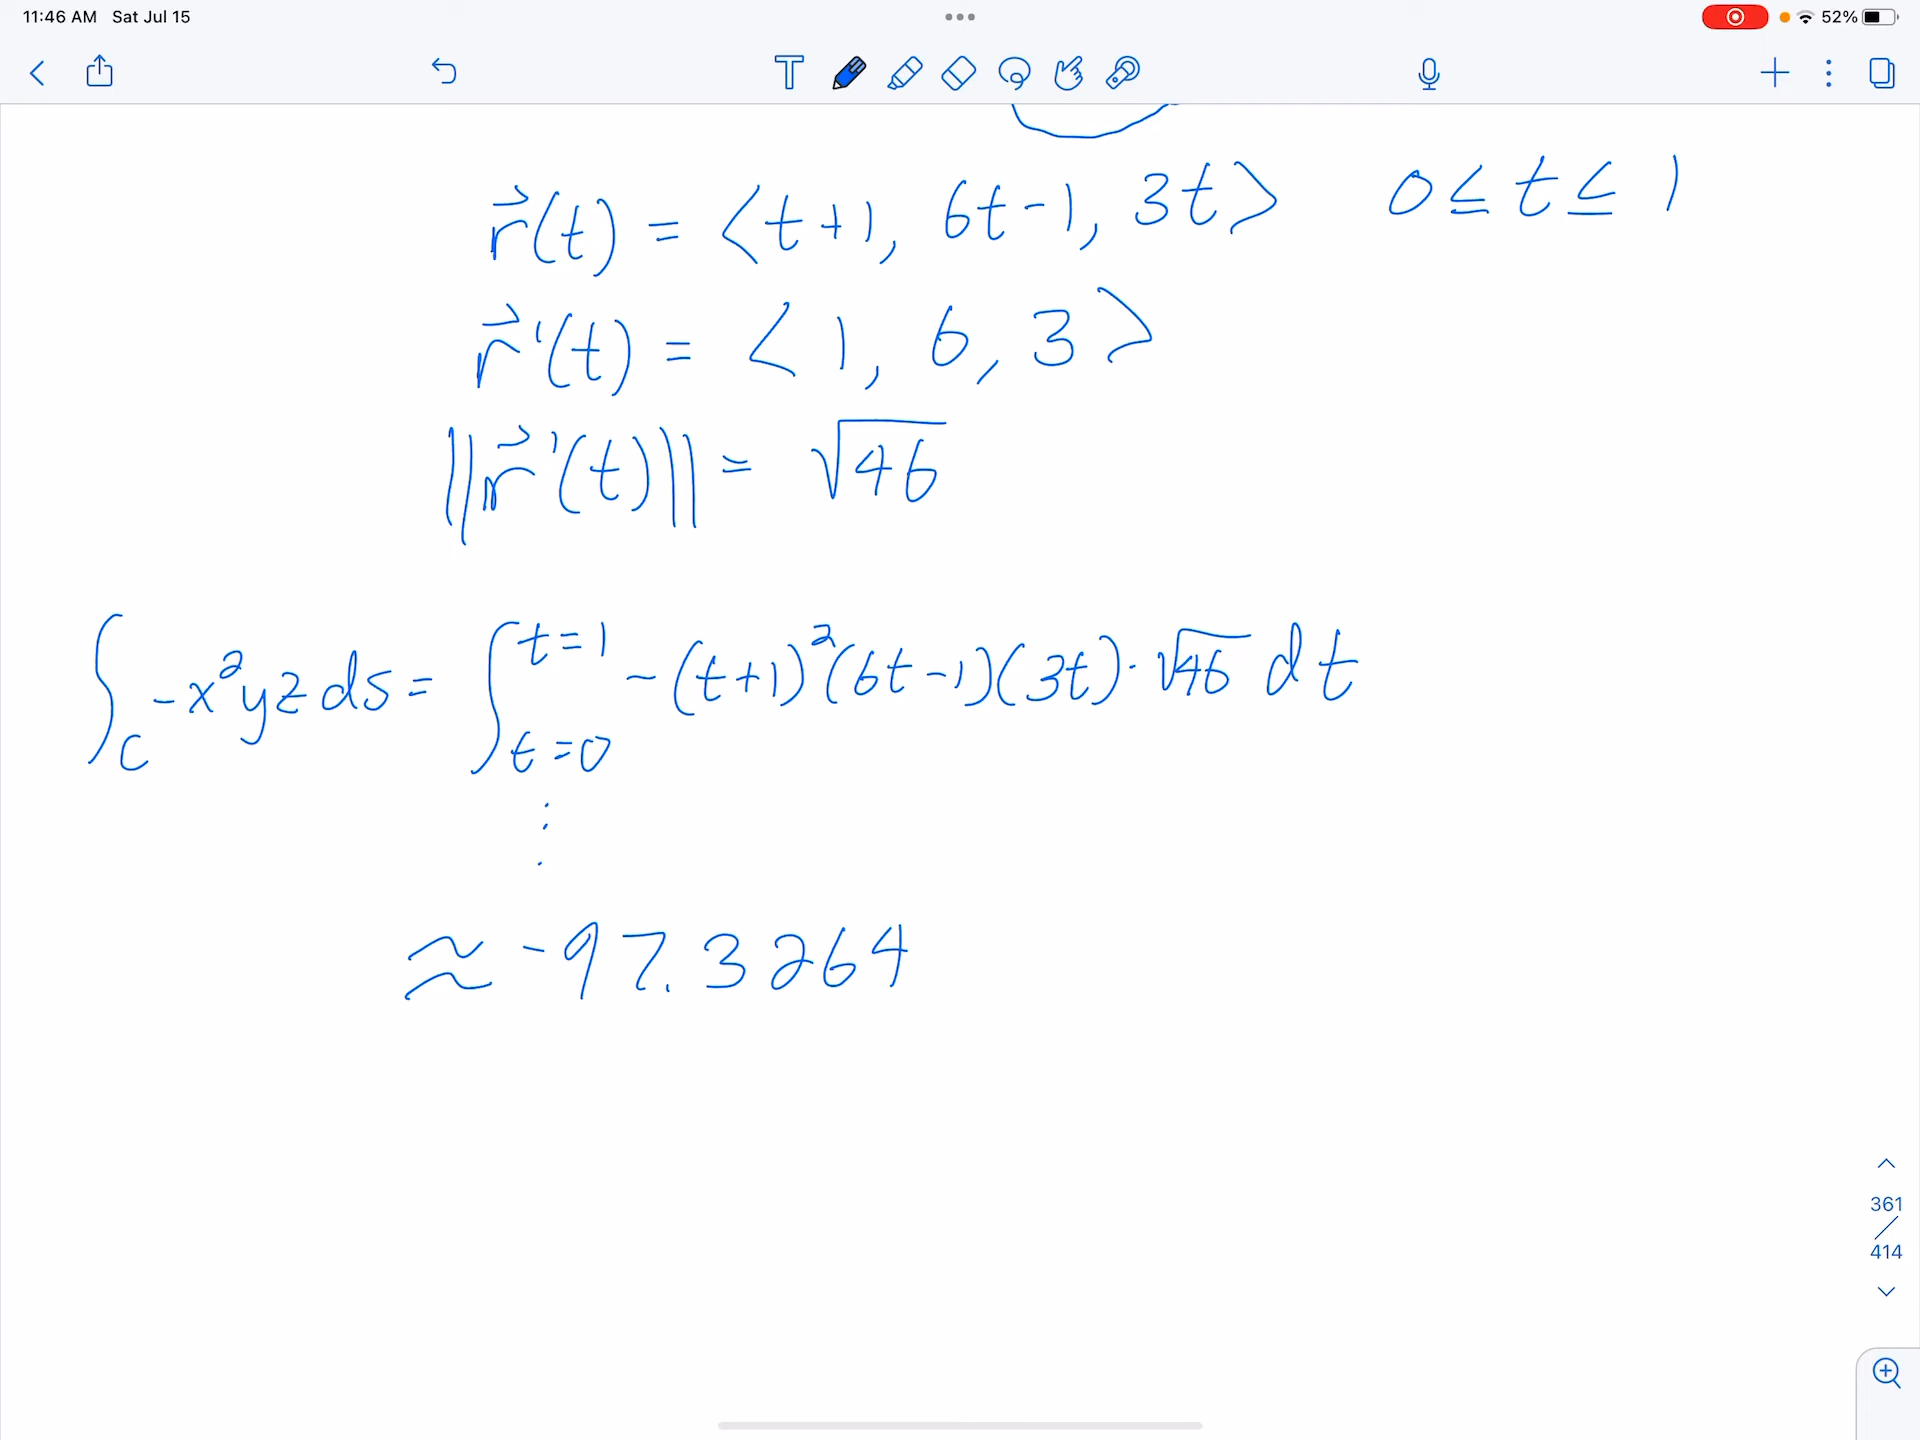 11:46 AM Sat Jul 15
52%
r⃗(t) = <t+1, 6t-1, 3t> 0 ≤ t ≤ 1
r⃗'(t) = <1, 6, 3>
||r⃗'(t)|| = √46
∫_C -x²yz ds = ∫_{t=0}^{t=1} -(t+1)²(6t-1)(3t)·√46 dt
⋮
≈ -97.3264
361
/
414